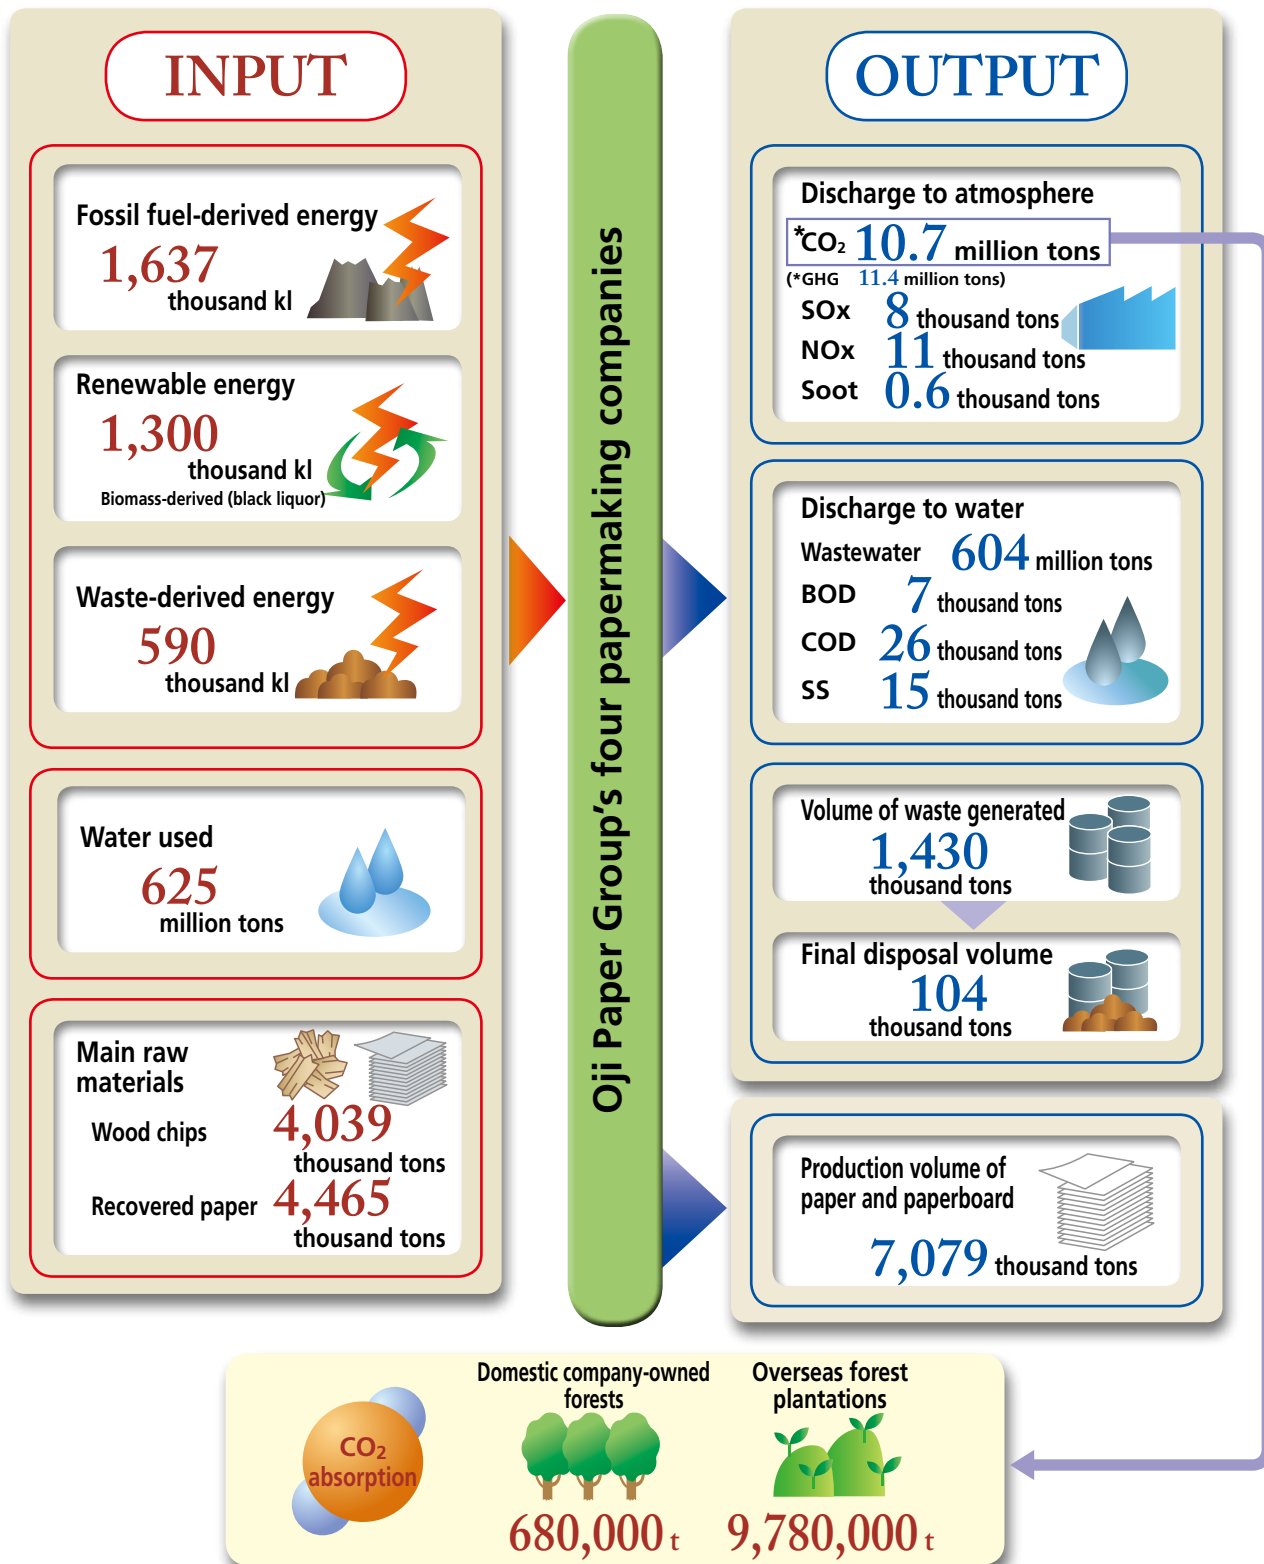 INPUT
Fossil fuel-derived energy
1,637
thousand kl
Renewable energy
1,300
thousand kl
Biomass-derived (black liquor)
Waste-derived energy
590
thousand kl
Water used
625
million tons
Main raw
materials
Wood chips 4,039
thousand tons
Recovered paper 4,465
thousand tons
Oji Paper Group's four papermaking companies
OUTPUT
Discharge to atmosphere
*CO2 10.7 million tons
(*GHG 11.4 million tons)
SOx 8 thousand tons
NOx 11 thousand tons
Soot 0.6 thousand tons
Discharge to water
Wastewater 604 million tons
BOD 7 thousand tons
COD 26 thousand tons
SS 15 thousand tons
Volume of waste generated
1,430
thousand tons
Final disposal volume
104
thousand tons
Production volume of
paper and paperboard
7,079 thousand tons
CO2
absorption
Domestic company-owned
forests
680,000 t
Overseas forest
plantations
9,780,000 t